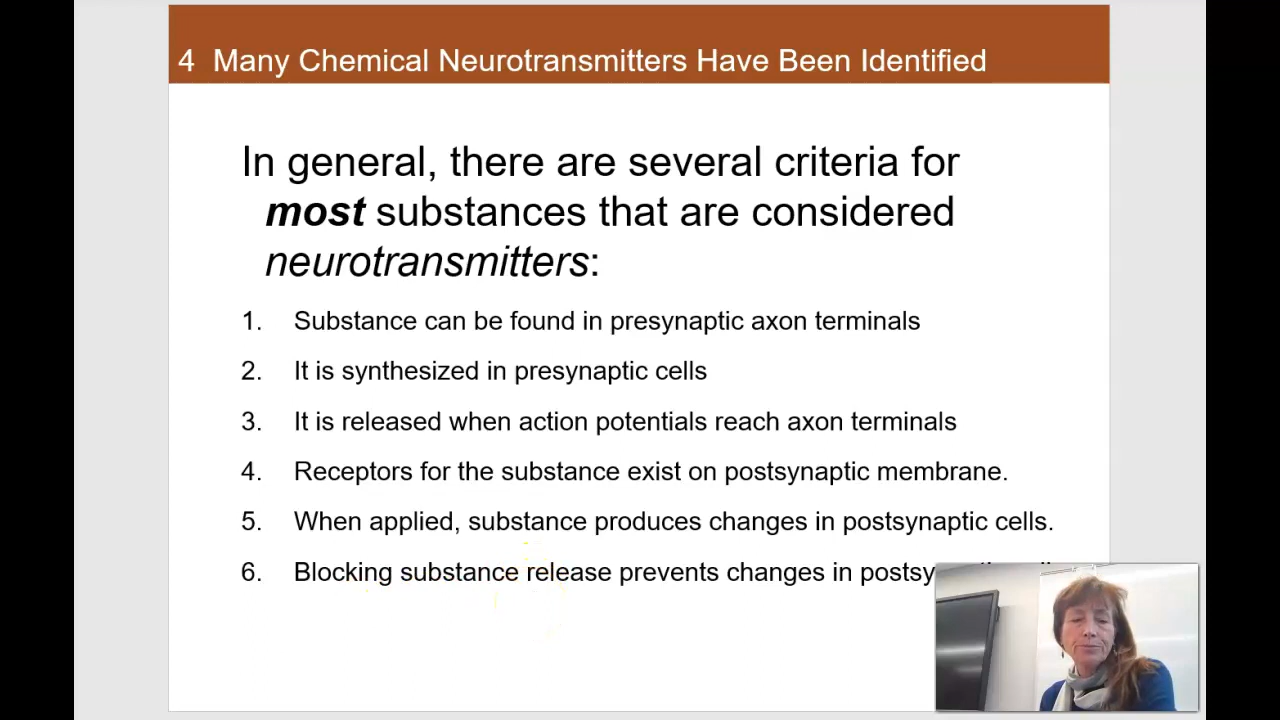 4 Many Chemical Neurotransmitters Have Been Identified
In general, there are several criteria for
most substances that are considered
neurotransmitters:
1. Substance can be found in presynaptic axon terminals
2. It is synthesized in presynaptic cells
3. It is released when action potentials reach axon terminals
4. Receptors for the substance exist on postsynaptic membrane.
5. When applied, substance produces changes in postsynaptic cells.
6. Blocking substance release prevents changes in